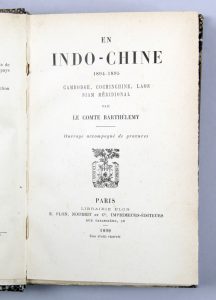 EN
INDO-CHINE
1894-1895
CAMBODGE, COCHINCHINE, LAOS
SIAM MÉRIDIONAL
PAR
LE COMTE BARTHÉLEMY
Ouvrage accompagné de gravures
PARIS
LIBRAIRIE PLON
E. PLON, NOURRIT ET Cie, IMPRIMEURS-ÉDITEURS
RUE GARANCIÈRE, 10
Tous droits réservés